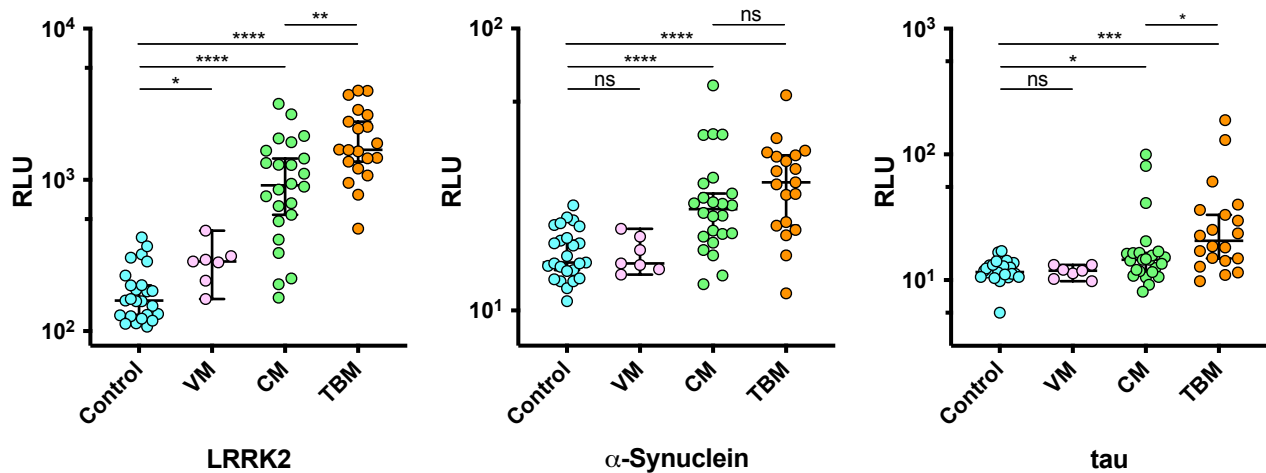 RLU
10⁴
10³
10²
**
****
****
*
Control
VM
CM
TBM
LRRK2
RLU
10²
10¹
ns
****
****
ns
Control
VM
CM
TBM
α-Synuclein
RLU
10³
10²
10¹
*
***
*
ns
Control
VM
CM
TBM
tau